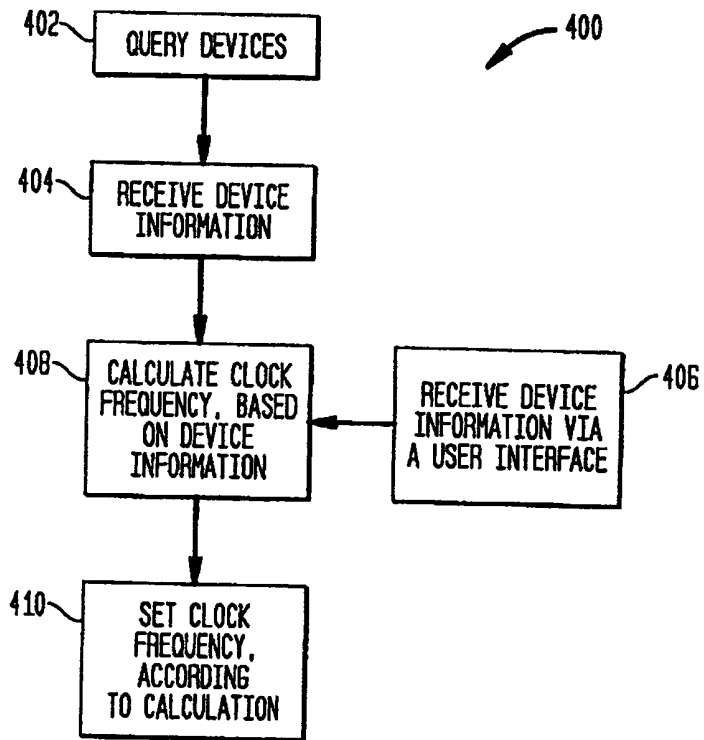 402
QUERY DEVICES
400
404
RECEIVE DEVICE
INFORMATION
408
CALCULATE CLOCK
FREQUENCY, BASED
ON DEVICE
INFORMATION
406
RECEIVE DEVICE
INFORMATION VIA
A USER INTERFACE
410
SET CLOCK
FREQUENCY,
ACCORDING
TO CALCULATION